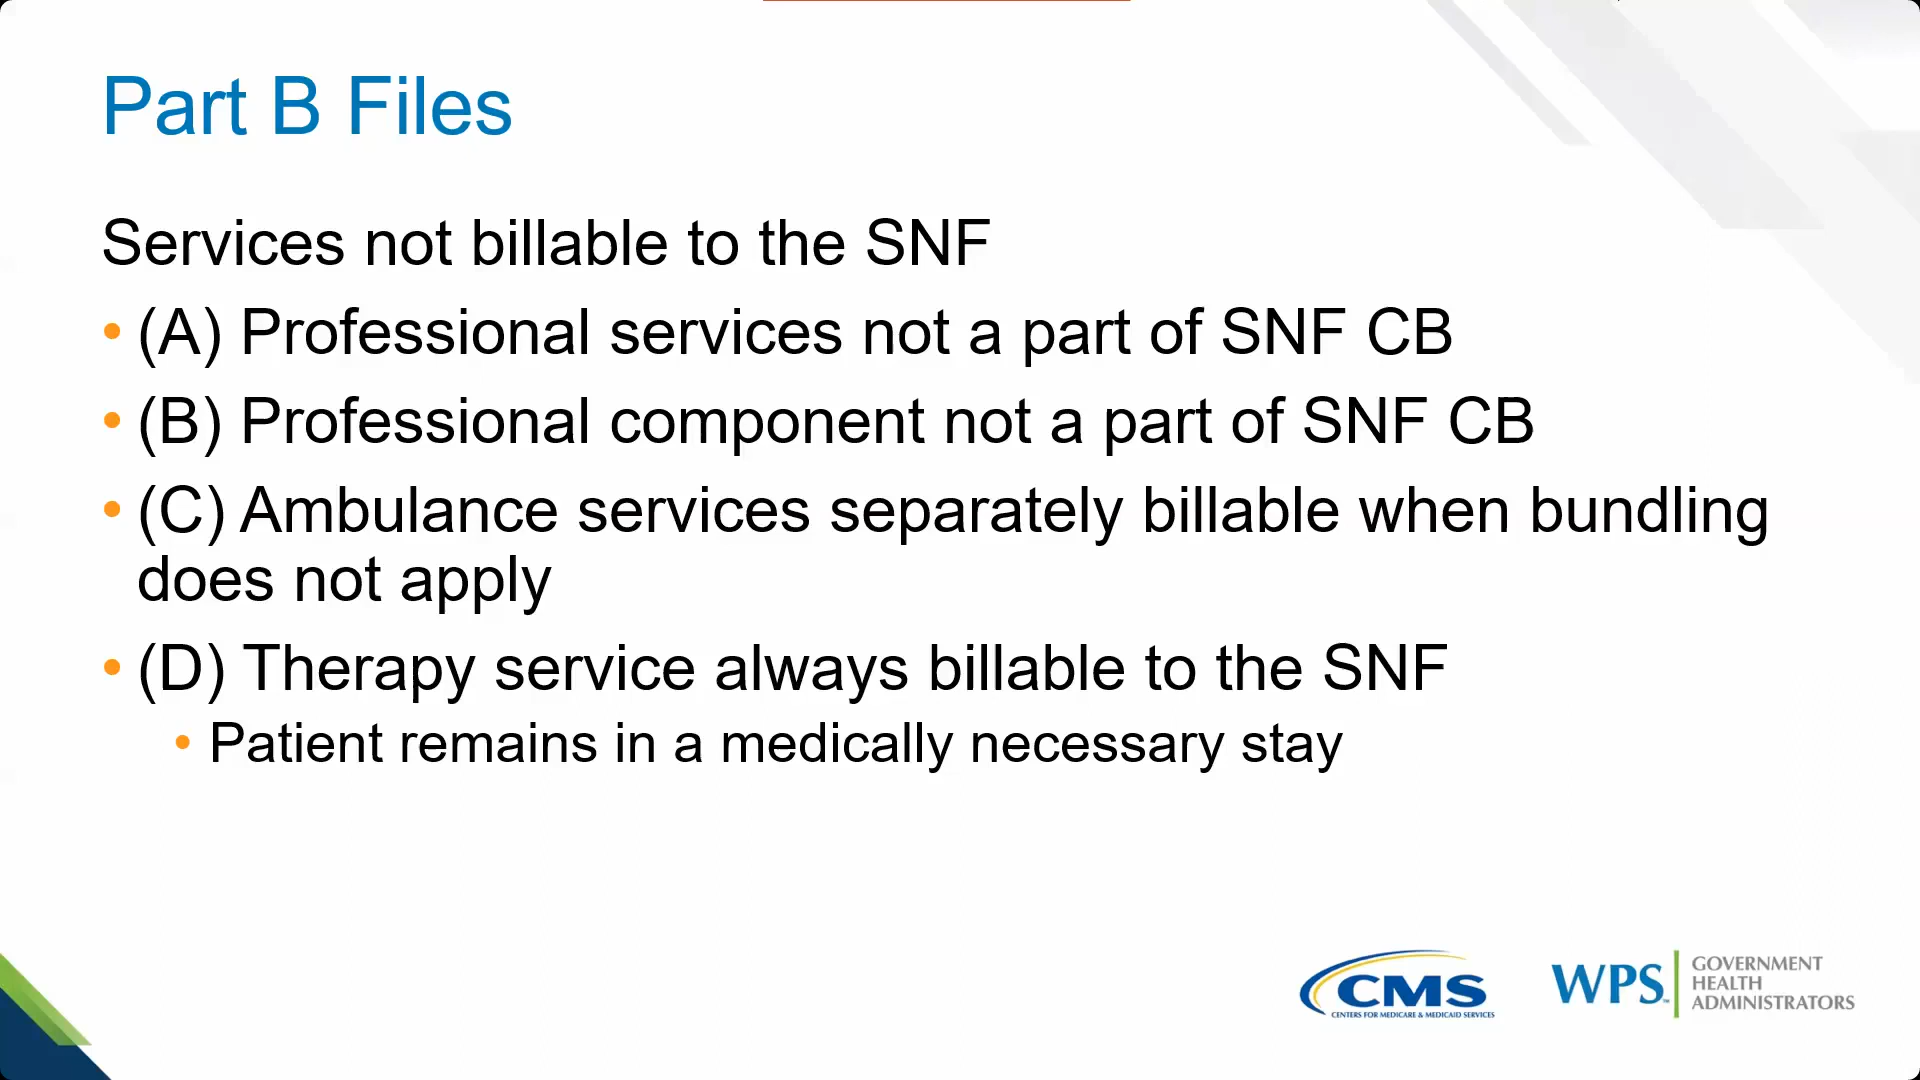 Part B Files
Services not billable to the SNF
• (A) Professional services not a part of SNF CB
• (B) Professional component not a part of SNF CB
• (C) Ambulance services separately billable when bundling
does not apply
• (D) Therapy service always billable to the SNF
• Patient remains in a medically necessary stay
CMS
CENTERS FOR MEDICARE & MEDICAID SERVICES
WPS
GOVERNMENT
HEALTH
ADMINISTRATORS